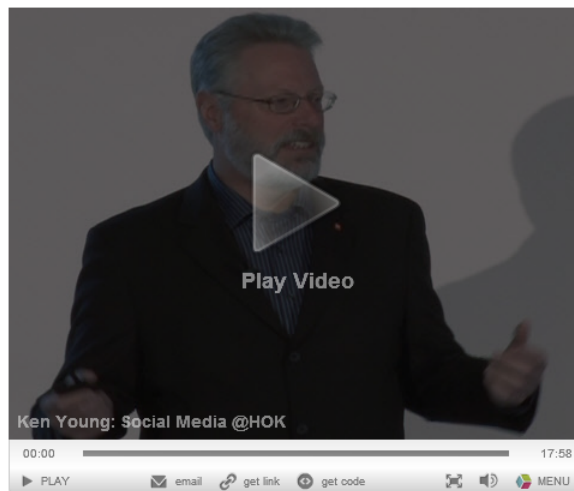 Play Video
Ken Young: Social Media @HOK
00:00 17:58
PLAY email get link get code MENU